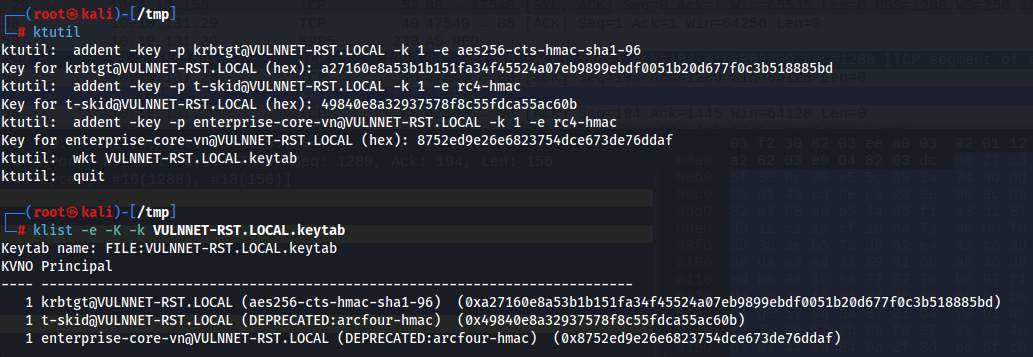 ┌──(root㉿kali)-[/tmp]
└─# ktutil
ktutil:  addent -key -p krbtgt@VULNNET-RST.LOCAL -k 1 -e aes256-cts-hmac-sha1-96
Key for krbtgt@VULNNET-RST.LOCAL (hex): a27160e8a53b1b151fa34f45524a07eb9899ebdf0051b20d677f0c3b518885bd
ktutil:  addent -key -p t-skid@VULNNET-RST.LOCAL -k 1 -e rc4-hmac
Key for t-skid@VULNNET-RST.LOCAL (hex): 49840e8a32937578f8c55fdca55ac60b
ktutil:  addent -key -p enterprise-core-vn@VULNNET-RST.LOCAL -k 1 -e rc4-hmac
Key for enterprise-core-vn@VULNNET-RST.LOCAL (hex): 8752ed9e26e6823754dce673de76ddaf
ktutil:  wkt VULNNET-RST.LOCAL.keytab
ktutil:  quit
┌──(root㉿kali)-[/tmp]
└─# klist -e -K -k VULNNET-RST.LOCAL.keytab
Keytab name: FILE:VULNNET-RST.LOCAL.keytab
KVNO Principal
---- --------------------------------------------------------------------------
   1 krbtgt@VULNNET-RST.LOCAL (aes256-cts-hmac-sha1-96)  (0xa27160e8a53b1b151fa34f45524a07eb9899ebdf0051b20d677f0c3b518885bd)
   1 t-skid@VULNNET-RST.LOCAL (DEPRECATED:arcfour-hmac)  (0x49840e8a32937578f8c55fdca55ac60b)
   1 enterprise-core-vn@VULNNET-RST.LOCAL (DEPRECATED:arcfour-hmac)  (0x8752ed9e26e6823754dce673de76ddaf)